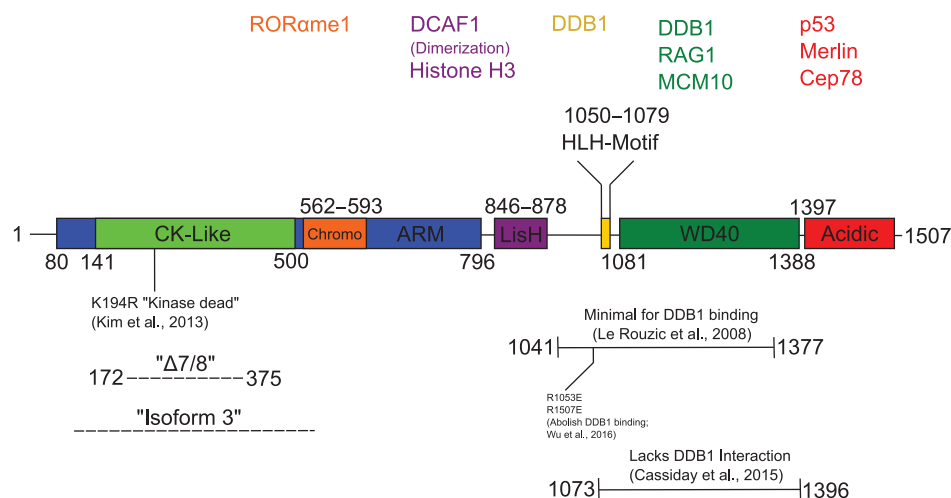 RORαme1
DCAF1
(Dimerization)
Histone H3
DDB1
DDB1
RAG1
MCM10
p53
Merlin
Cep78
1050–1079
HLH-Motif
562–593
846–878
1397
1
CK-Like
Chromo
ARM
LisH
WD40
Acidic
1507
80
141
500
796
1081
1388
K194R "Kinase dead"
(Kim et al., 2013)
"Δ7/8"
172
375
"Isoform 3"
Minimal for DDB1 binding
(Le Rouzic et al., 2008)
1041
1377
R1053E
R1507E
(Abolish DDB1 binding;
Wu et al., 2016)
Lacks DDB1 Interaction
(Cassiday et al., 2015)
1073
1396